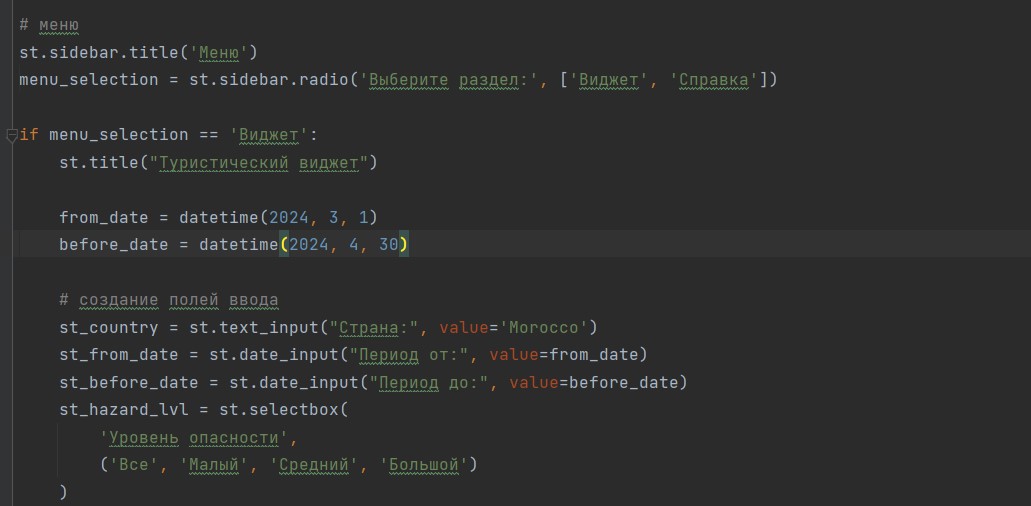 # меню
st.sidebar.title('Меню')
menu_selection = st.sidebar.radio('Выберите раздел:', ['Виджет', 'Справка'])
if menu_selection == 'Виджет':
    st.title("Туристический виджет")
    from_date = datetime(2024, 3, 1)
    before_date = datetime(2024, 4, 30)
    # создание полей ввода
    st_country = st.text_input("Страна:", value='Morocco')
    st_from_date = st.date_input("Период от:", value=from_date)
    st_before_date = st.date_input("Период до:", value=before_date)
    st_hazard_lvl = st.selectbox(
        'Уровень опасности',
        ('Все', 'Малый', 'Средний', 'Большой')
    )